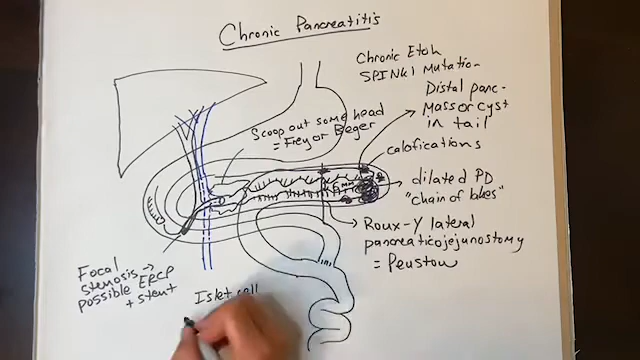 Chronic Pancreatitis
Chronic Etoh
SPINK1 Mutation
Distal panc-
Mass or cyst
in tail
Scoop out some head
= Frey or Beger
calcifications
dilated PD
"chain of lakes"
6mm
Roux-Y lateral
pancreaticojejunostomy
= Peustow
Focal
stenosis →
possible ERCP
+ stent
Islet cell